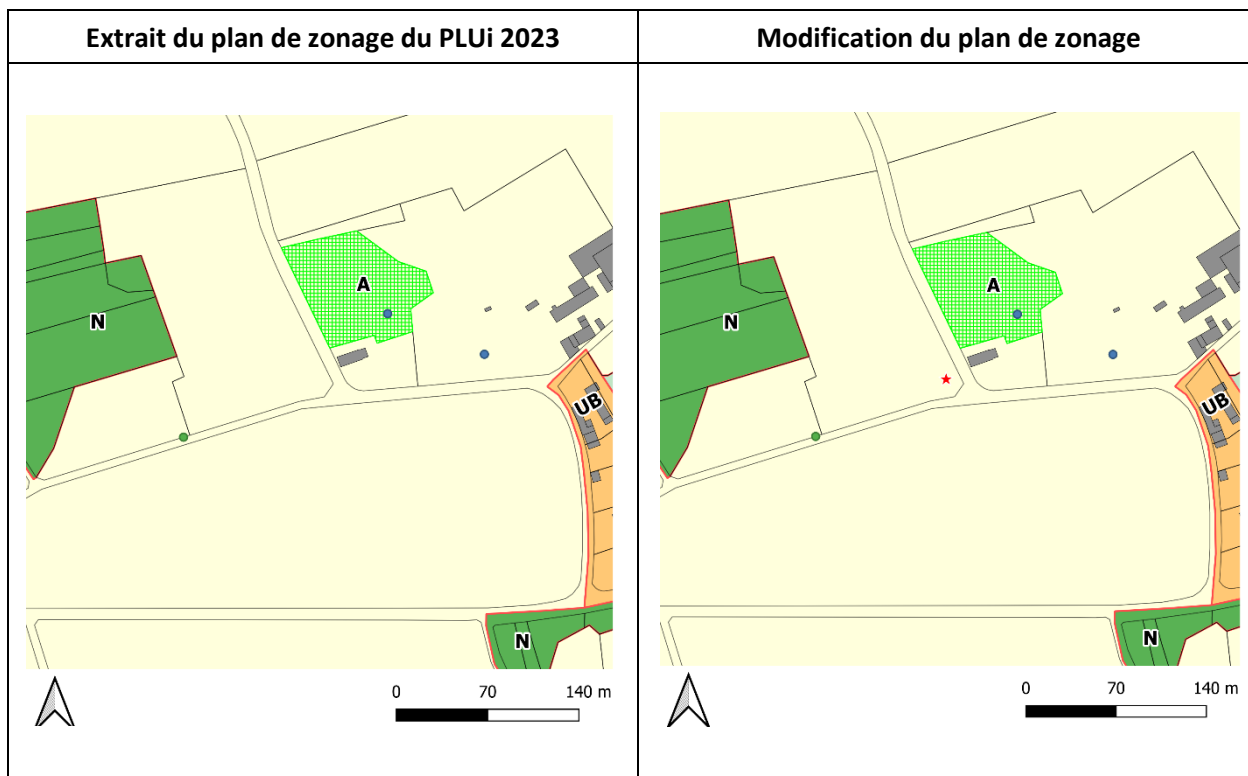 Extrait du plan de zonage du PLUi 2023
Modification du plan de zonage
A
N
UB
N
0 70 140 m
A
N
UB
N
0 70 140 m